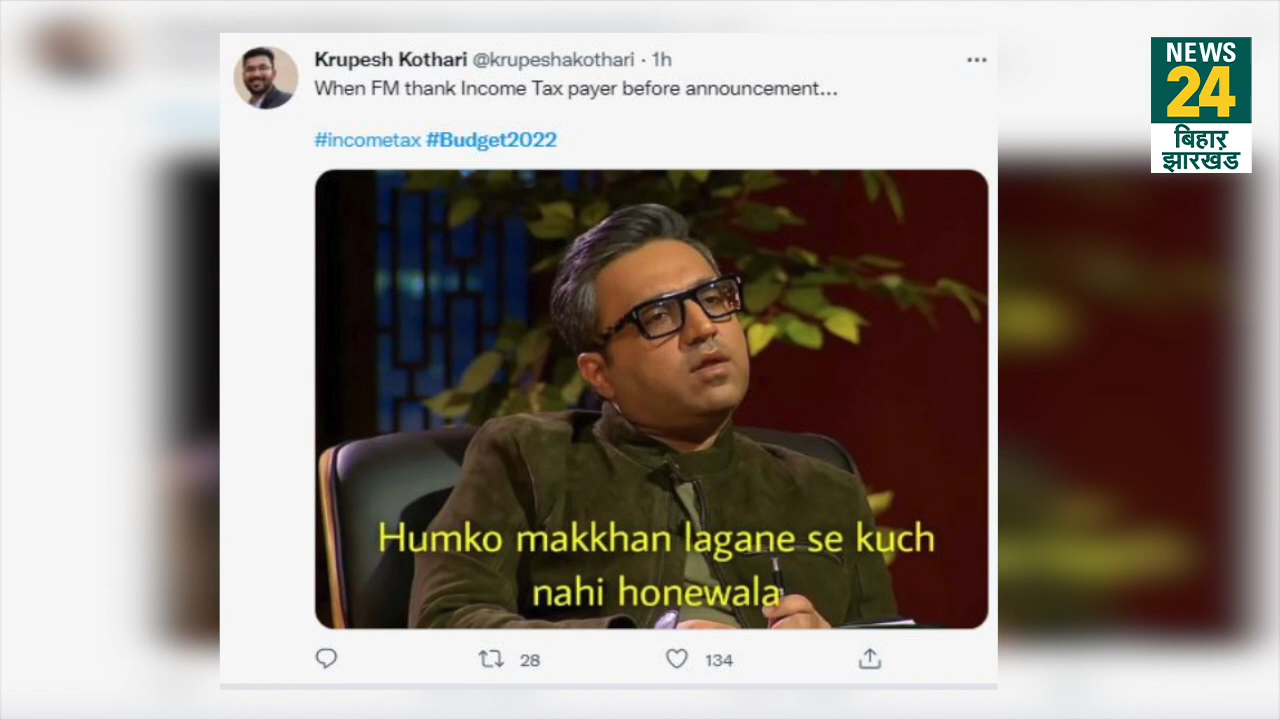 Krupesh Kothari @krupeshakothari · 1h
When FM thank Income Tax payer before announcement...
#incometax #Budget2022
Humko makkhan lagane se kuch
nahi honewala
28 134
NEWS
24
बिहार
झारखंड